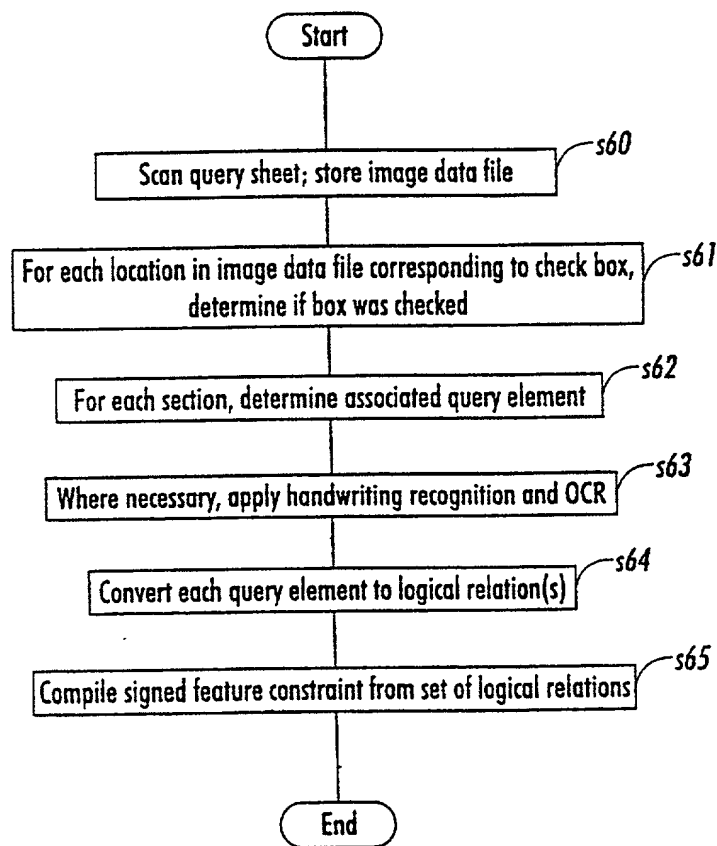 Start
s60
Scan query sheet; store image data file
s61
For each location in image data file corresponding to check box,
determine if box was checked
s62
For each section, determine associated query element
s63
Where necessary, apply handwriting recognition and OCR
s64
Convert each query element to logical relation(s)
s65
Compile signed feature constraint from set of logical relations
End